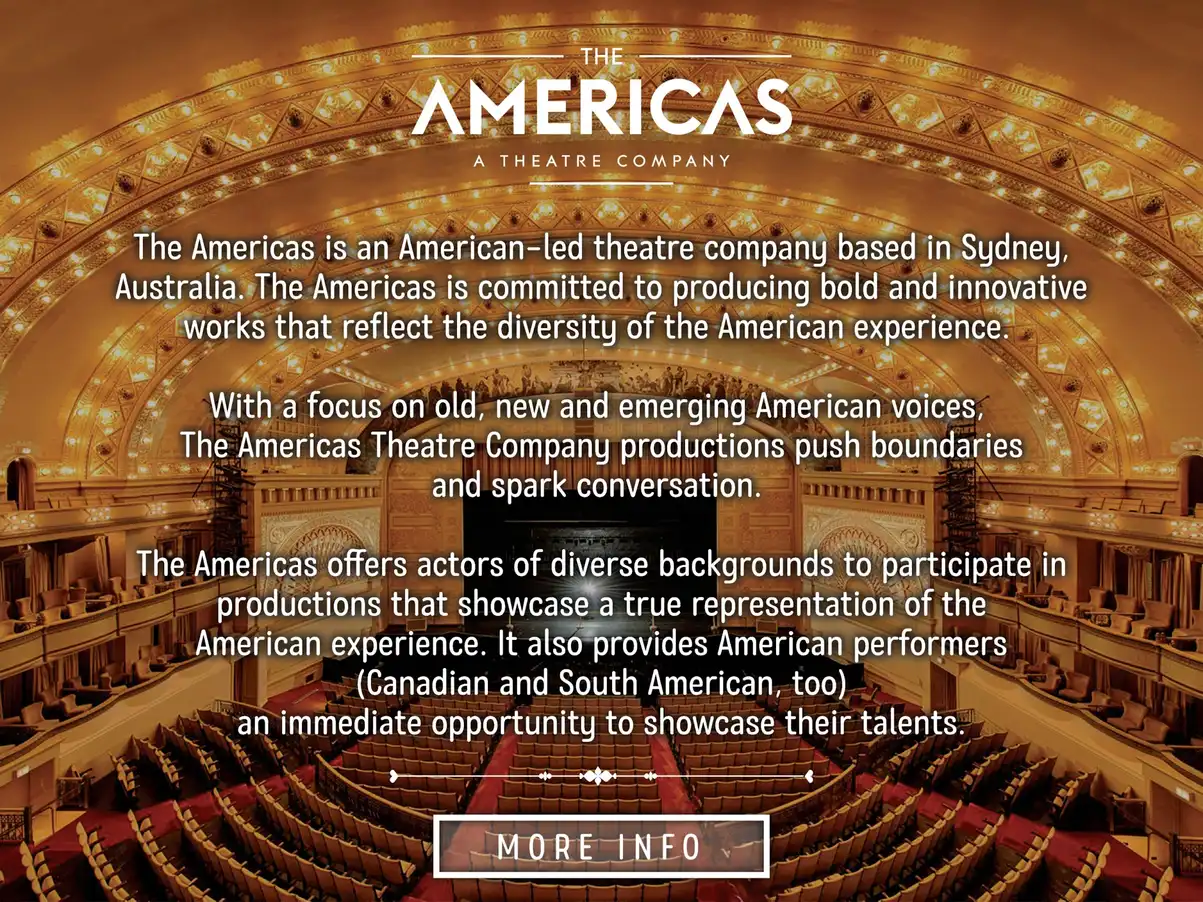 THE
AMERICAS
A THEATRE COMPANY
The Americas is an American-led theatre company based in Sydney,
Australia. The Americas is committed to producing bold and innovative
works that reflect the diversity of the American experience.
With a focus on old, new and emerging American voices,
The Americas Theatre Company productions push boundaries
and spark conversation.
The Americas offers actors of diverse backgrounds to participate in
productions that showcase a true representation of the
American experience. It also provides American performers
(Canadian and South American, too)
an immediate opportunity to showcase their talents.
MORE INFO